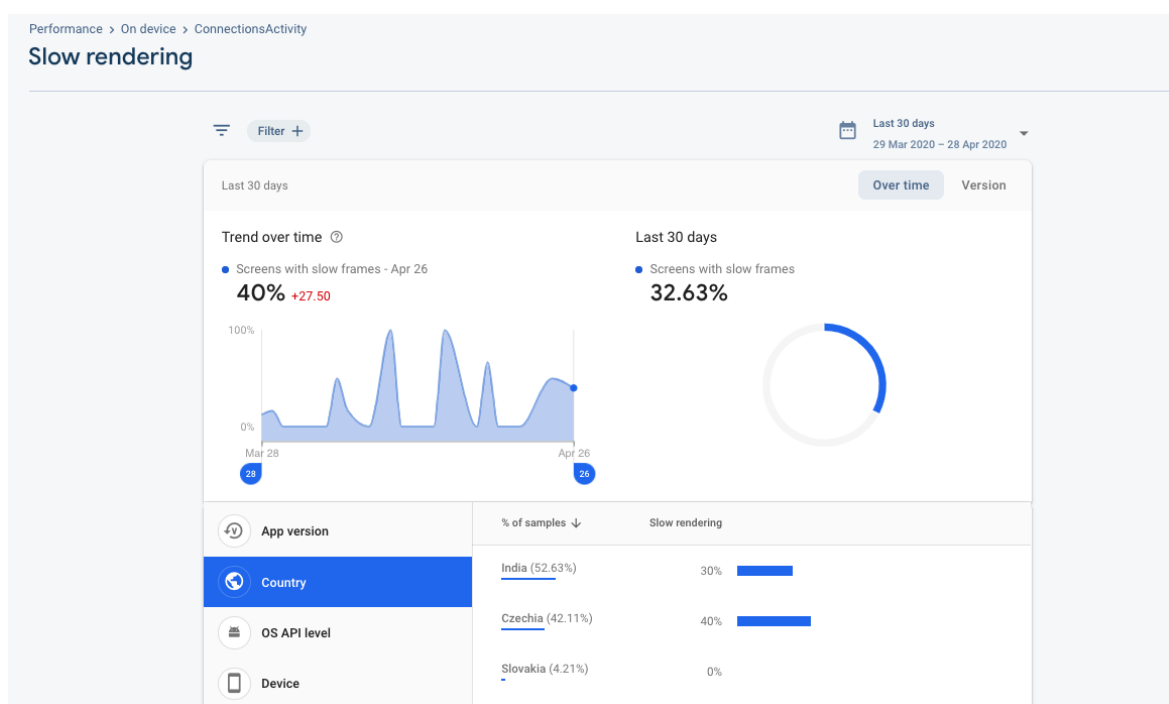 Performance > On device > ConnectionsActivity
Slow rendering
Filter +
Last 30 days
29 Mar 2020 – 28 Apr 2020
Last 30 days
Over time
Version
Trend over time
Last 30 days
Screens with slow frames - Apr 26
40% +27.50
Screens with slow frames
32.63%
100%
0%
Mar 28
Apr 26
28
26
App version
Country
OS API level
Device
% of samples
Slow rendering
India (52.63%)
30%
Czechia (42.11%)
40%
Slovakia (4.21%)
0%